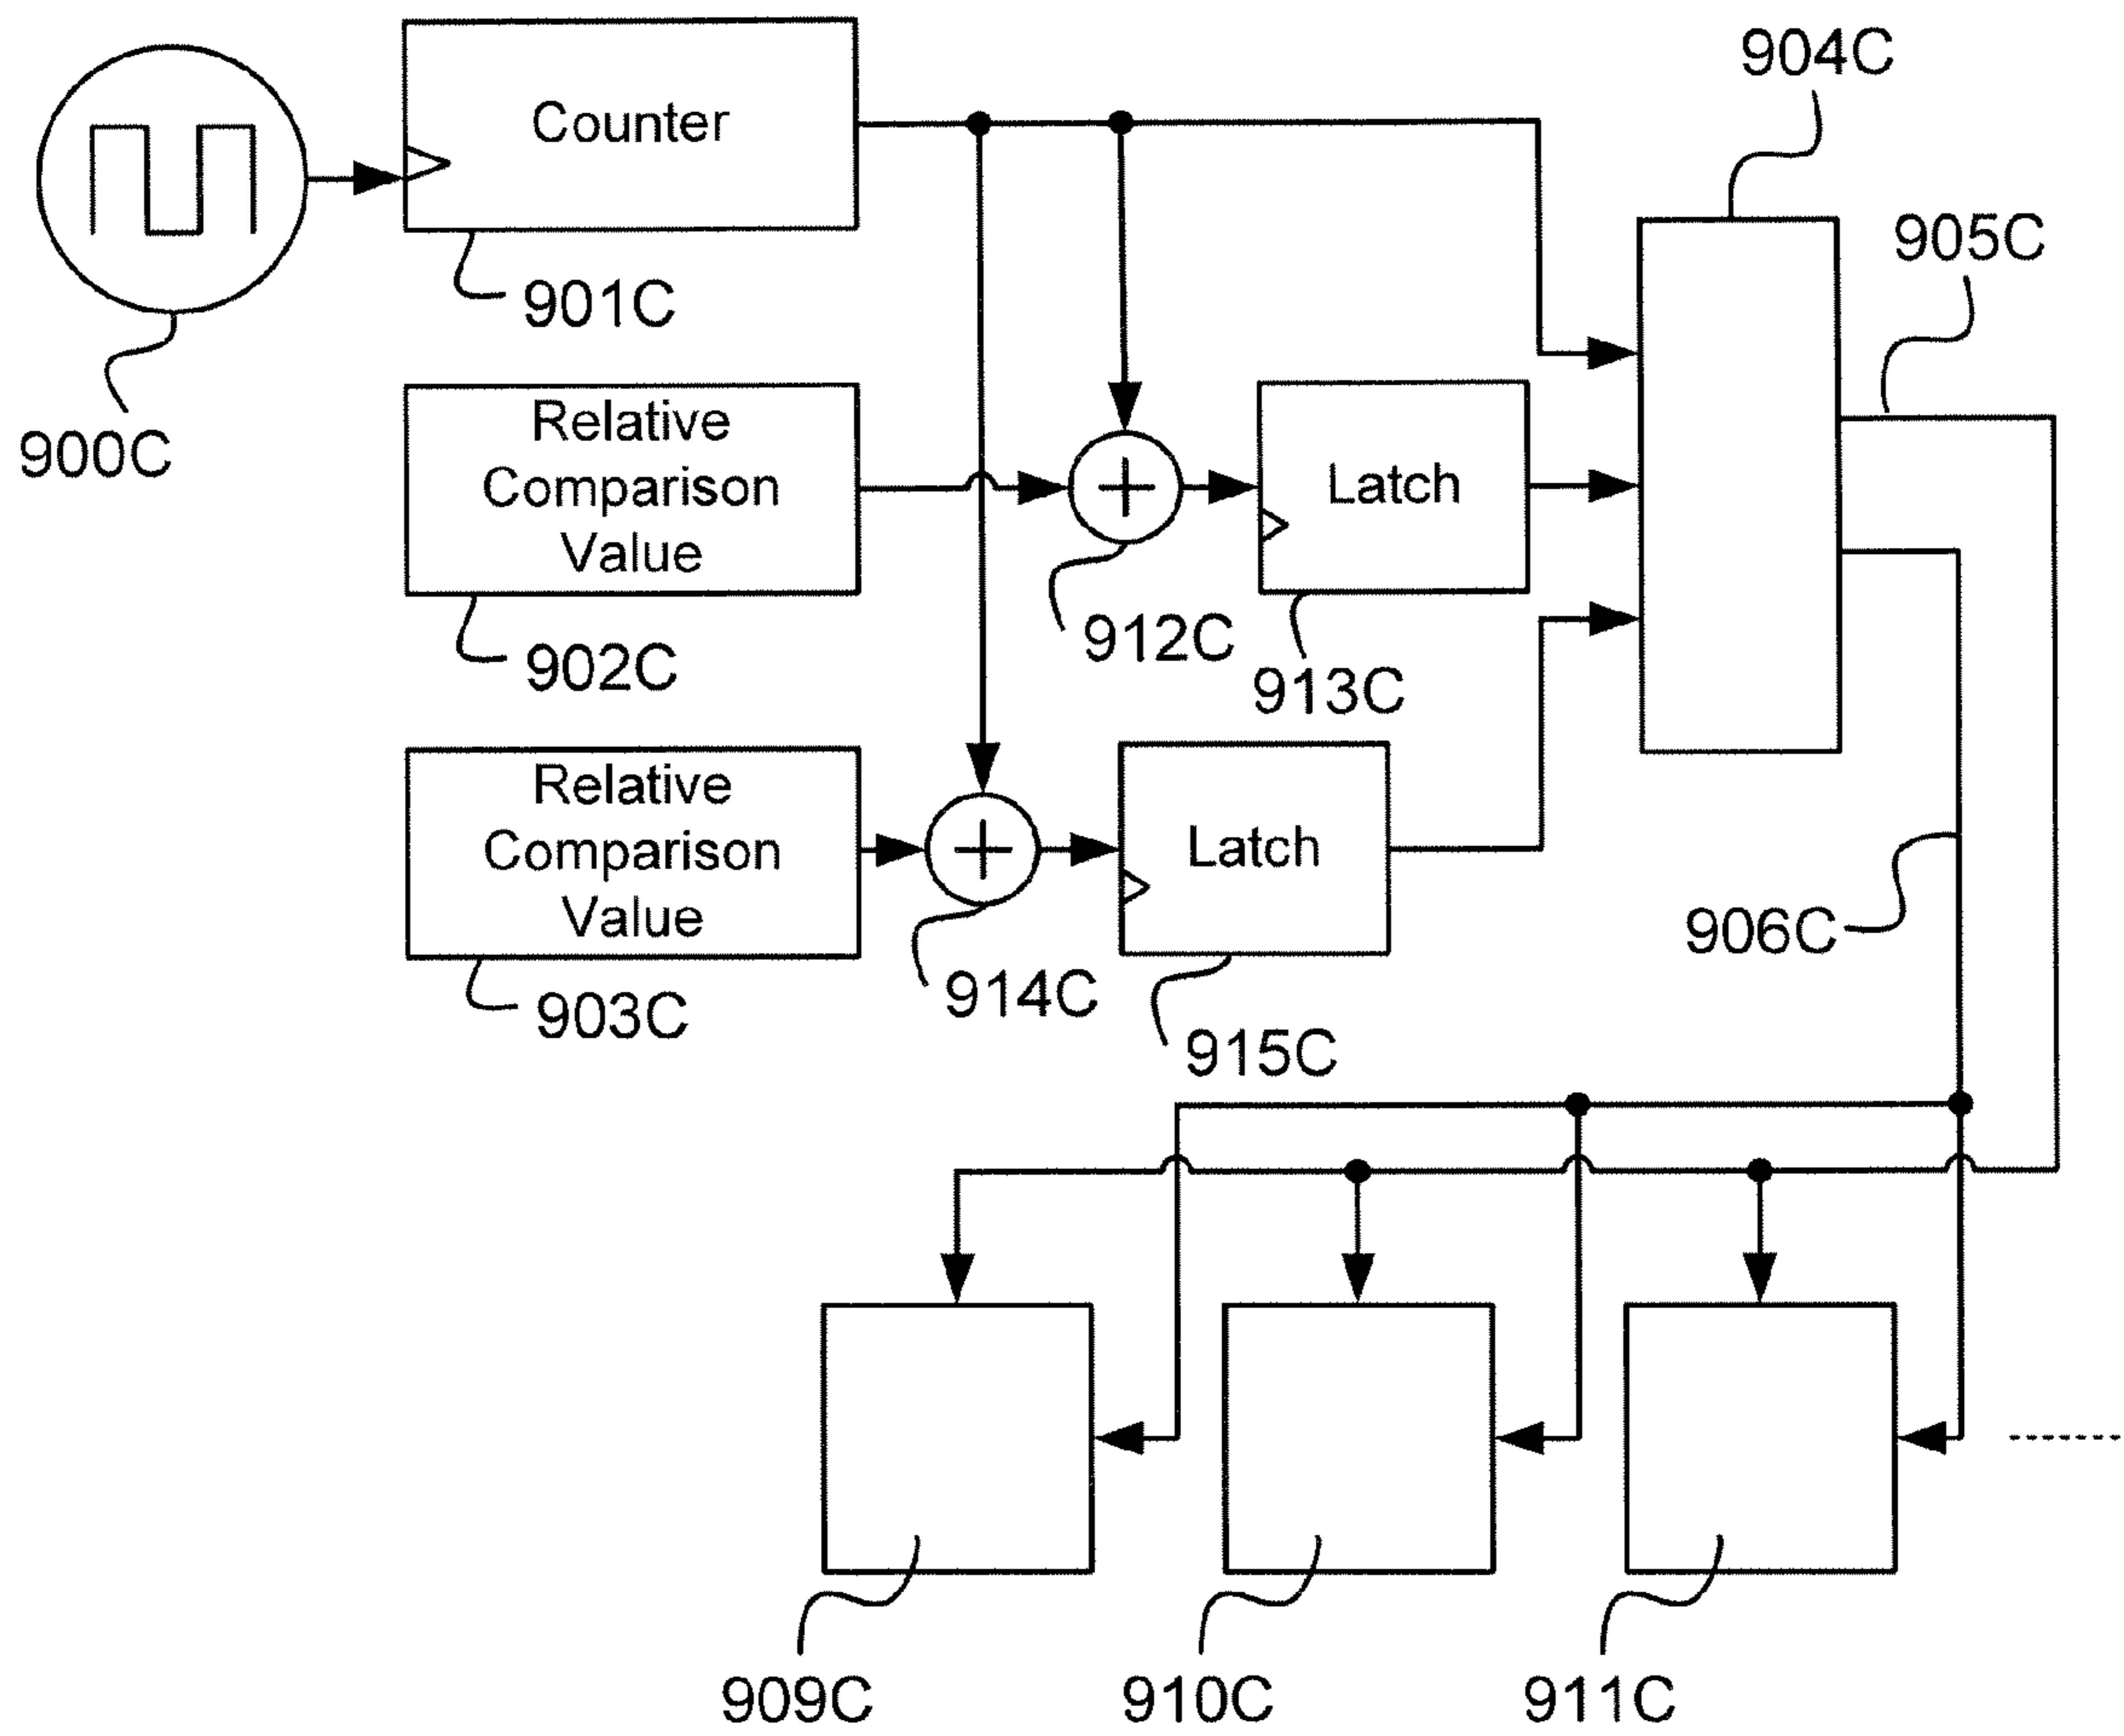 904C
Counter
905C
901C
Relative
Comparison
Value
Latch
900C
912C
902C
913C
Relative
Comparison
Value
Latch
906C
914C
903C
915C
909C
910C
911C